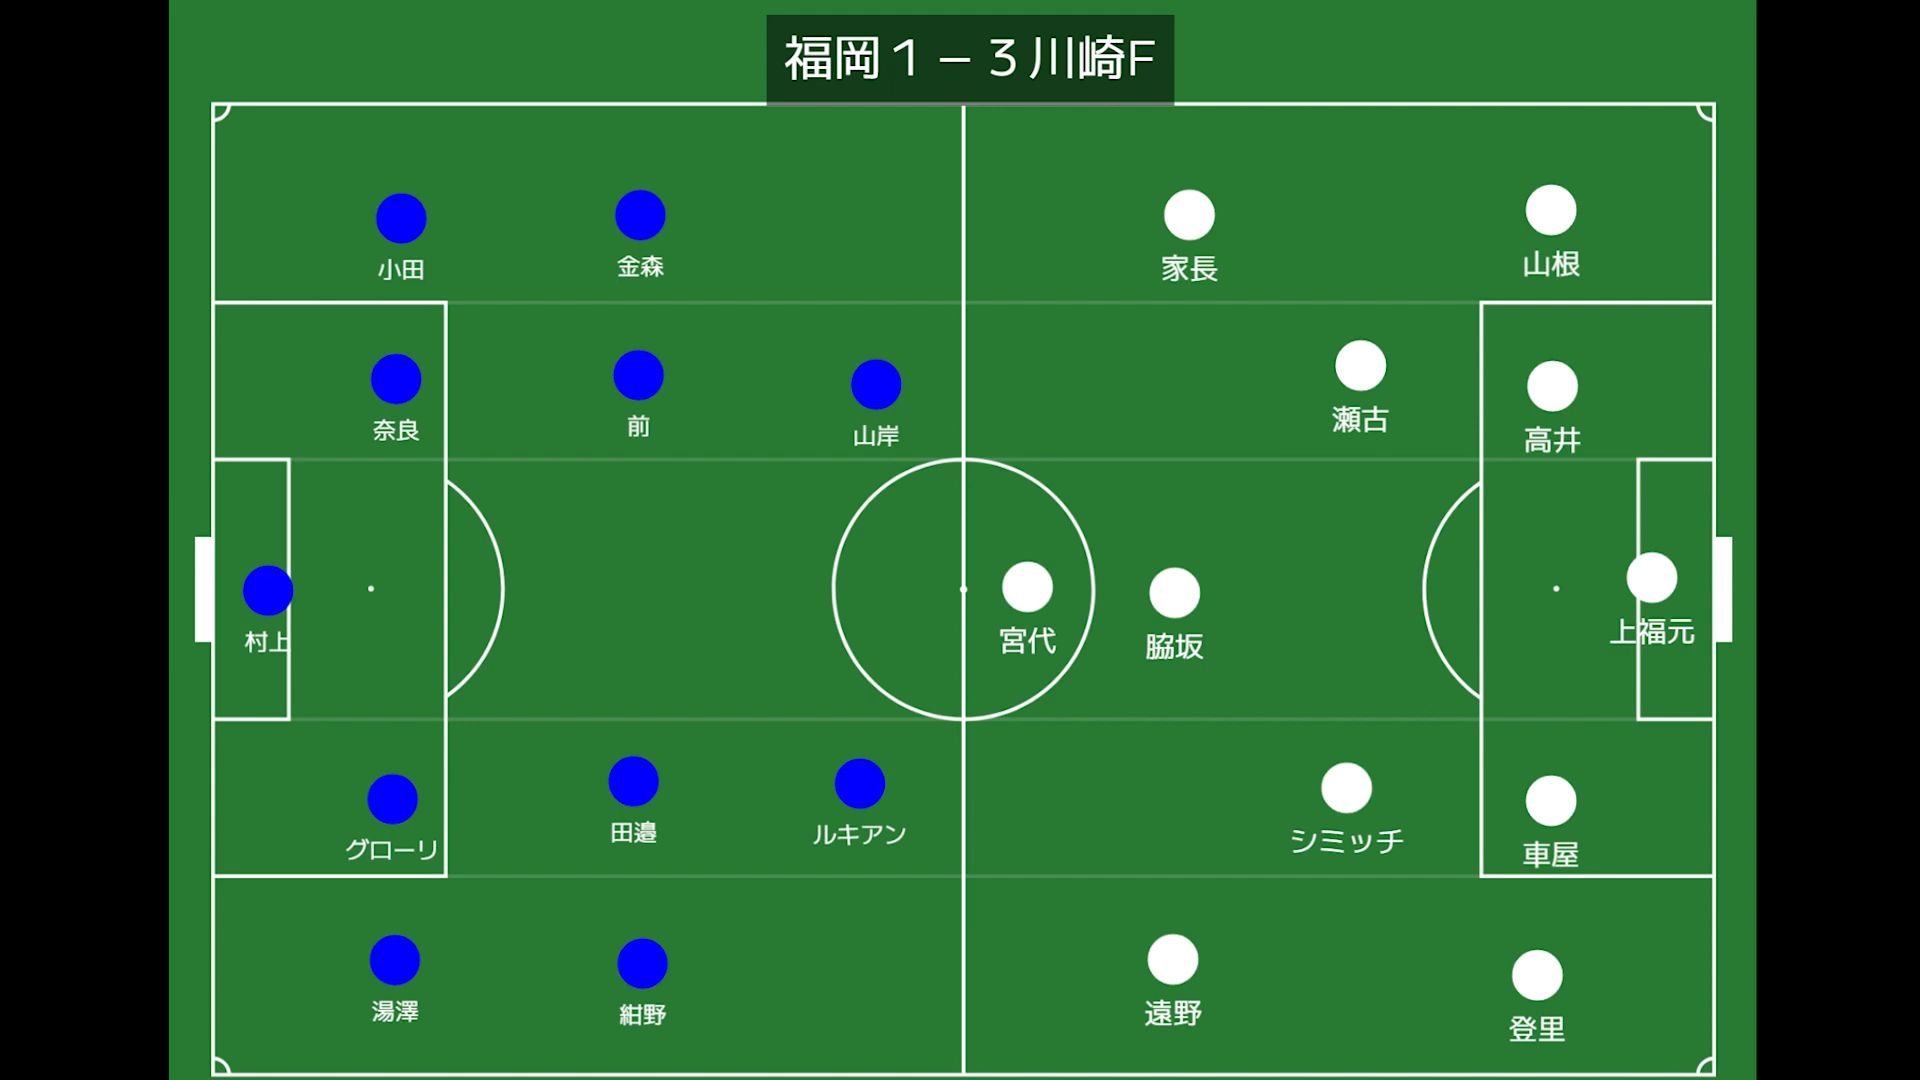 福岡１－３川崎F
小田
金森
家長
山根
奈良
前
山岸
瀬古
高井
村上
宮代
脇坂
上福元
グローリ
田邉
ルキアン
シミッチ
車屋
湯澤
紺野
遠野
登里